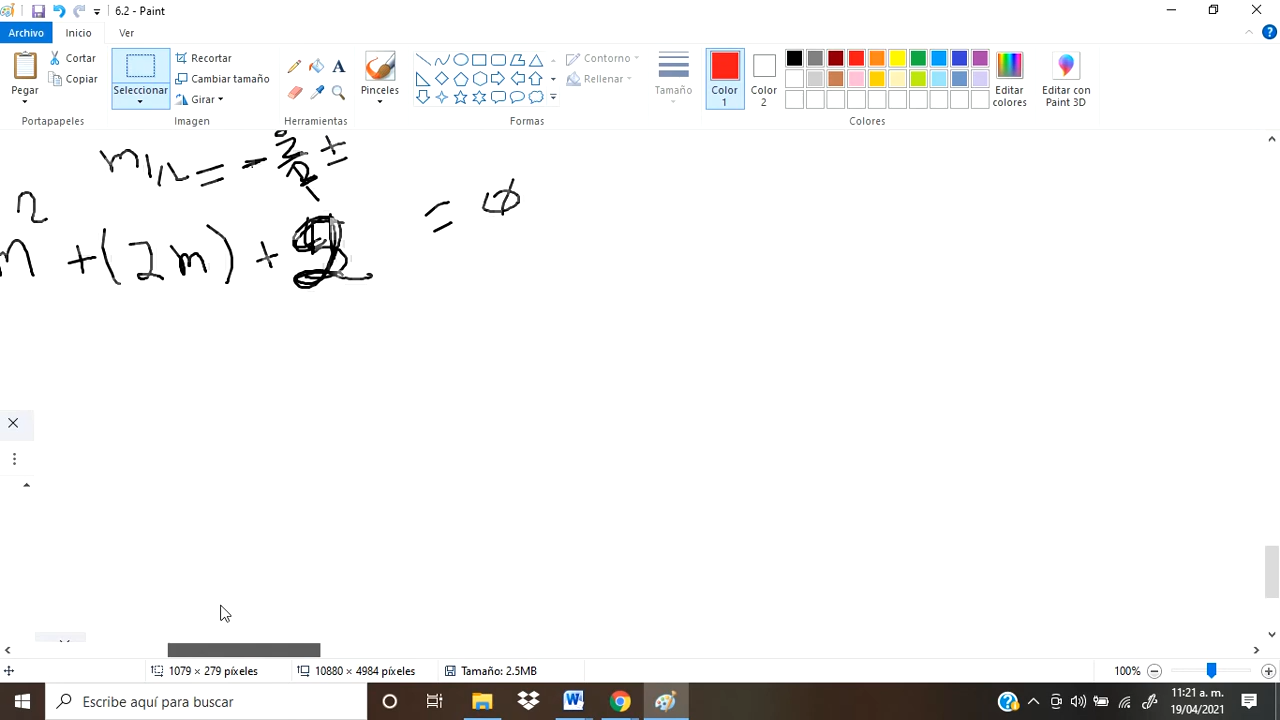 6.2 - Paint
Archivo Inicio Ver
Pegar
Cortar
Copiar
Portapapeles
Seleccionar
Recortar
Cambiar tamaño
Girar
Imagen
A
Herramientas
Pinceles
Contorno
Rellenar
Formas
Tamaño
Color 1
Color 2
Editar colores
Editar con Paint 3D
Colores
=
m² + (2m) + = 0
1079 × 279 píxeles 10880 × 4984 píxeles Tamaño: 2.5MB 100%
Escribe aquí para buscar
11:21 a. m.
19/04/2021